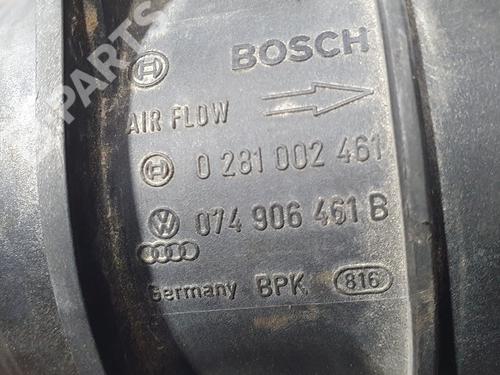 BOSCH
AIR FLOW
0 281 002 461
074 906 461 B
Germany BPK 816
B-PARTS